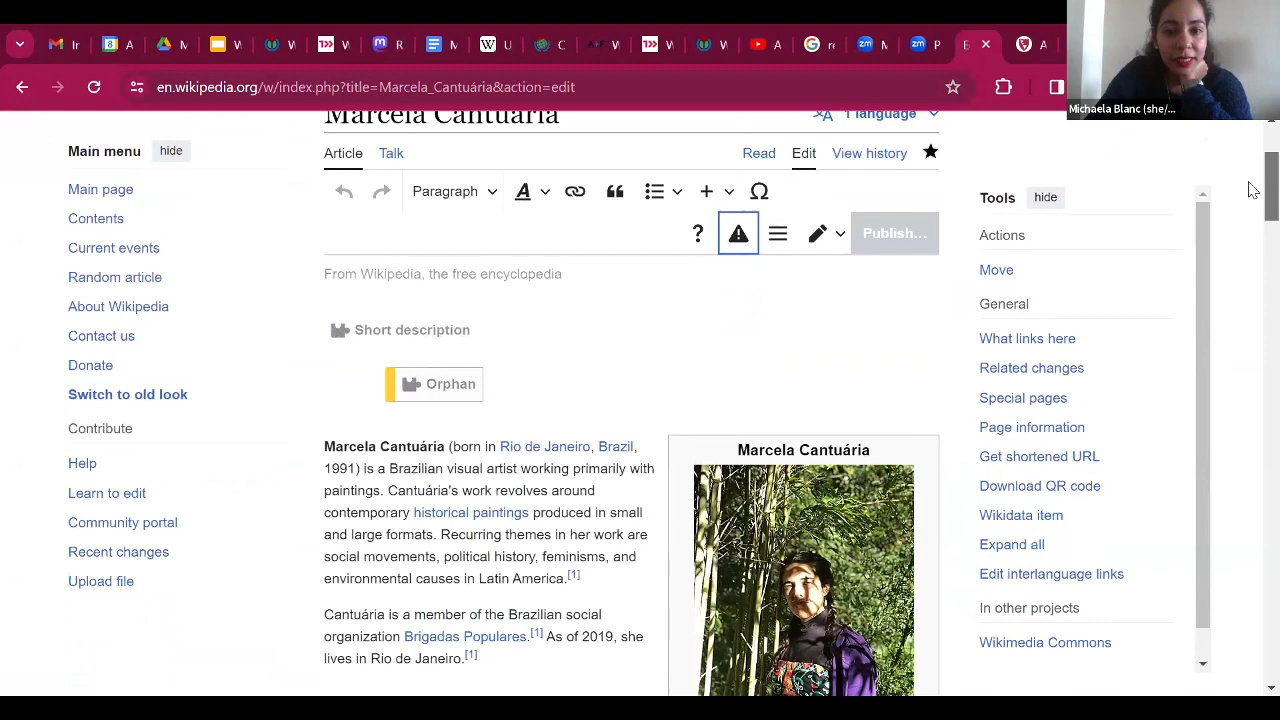 Ir
A
M
W
W
W
R
M
U
C
W
W
W
A
re
M
P
E
A
en.wikipedia.org/w/index.php?title=Marcela_Cantuária&action=edit
Michaela Blanc (she/...
Marcela Cantuária
1 language
Main menu
hide
Main page
Contents
Current events
Random article
About Wikipedia
Contact us
Donate
Switch to old look
Contribute
Help
Learn to edit
Community portal
Recent changes
Upload file
Article Talk
Read Edit View history
Paragraph
Publish...
From Wikipedia, the free encyclopedia
Short description
Orphan
Marcela Cantuária (born in Rio de Janeiro, Brazil,
1991) is a Brazilian visual artist working primarily with
paintings. Cantuária's work revolves around
contemporary historical paintings produced in small
and large formats. Recurring themes in her work are
social movements, political history, feminisms, and
environmental causes in Latin America.[1]
Cantuária is a member of the Brazilian social
organization Brigadas Populares.[1] As of 2019, she
lives in Rio de Janeiro.[1]
Marcela Cantuária
Tools
hide
Actions
Move
General
What links here
Related changes
Special pages
Page information
Get shortened URL
Download QR code
Wikidata item
Expand all
Edit interlanguage links
In other projects
Wikimedia Commons